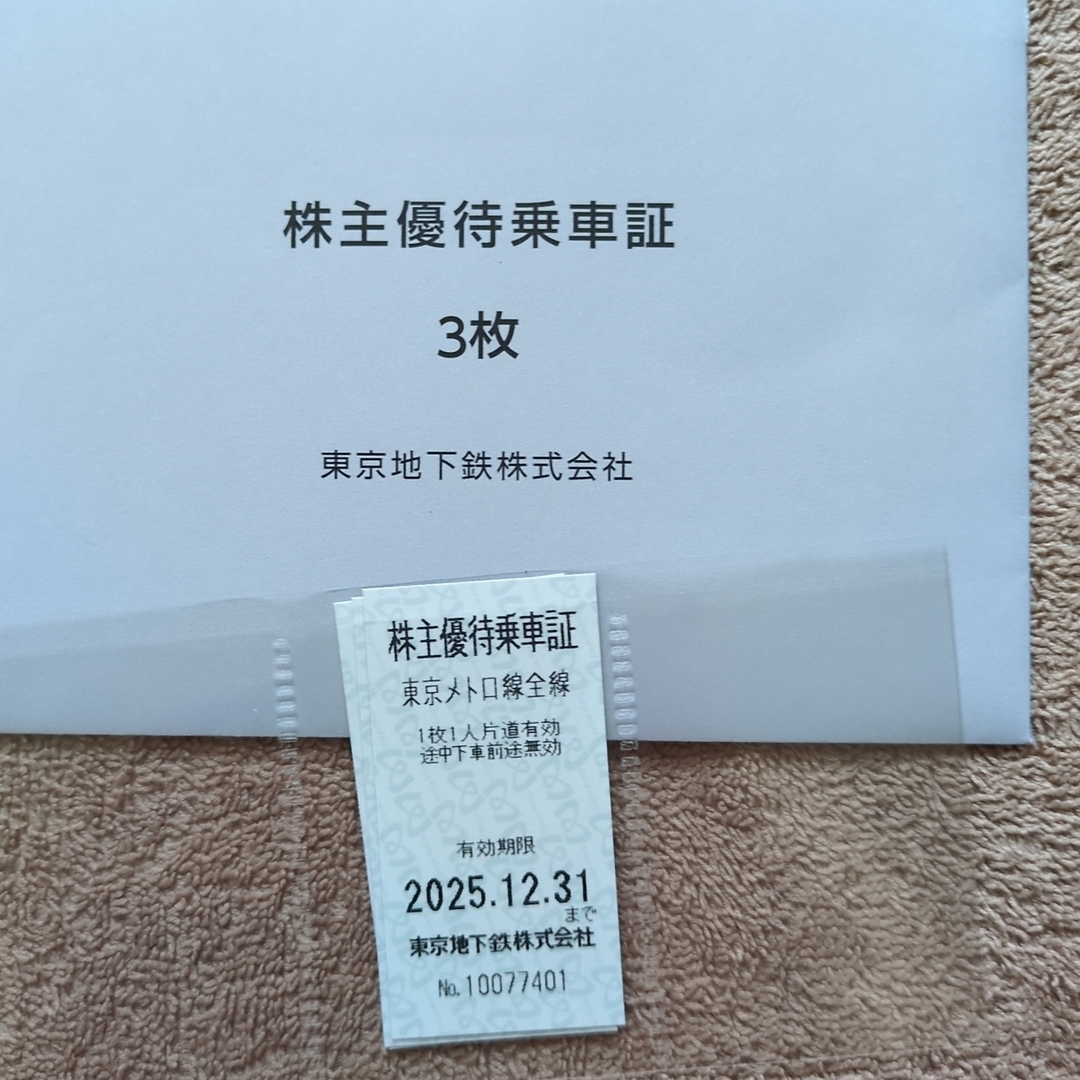 株主優待乗車証
3枚
東京地下鉄株式会社
株主優待乗車証
東京メトロ線全線
1枚1人片道有効
途中下車前途無効
有効期限
2025.12.31
まで
東京地下鉄株式会社
No.10077401